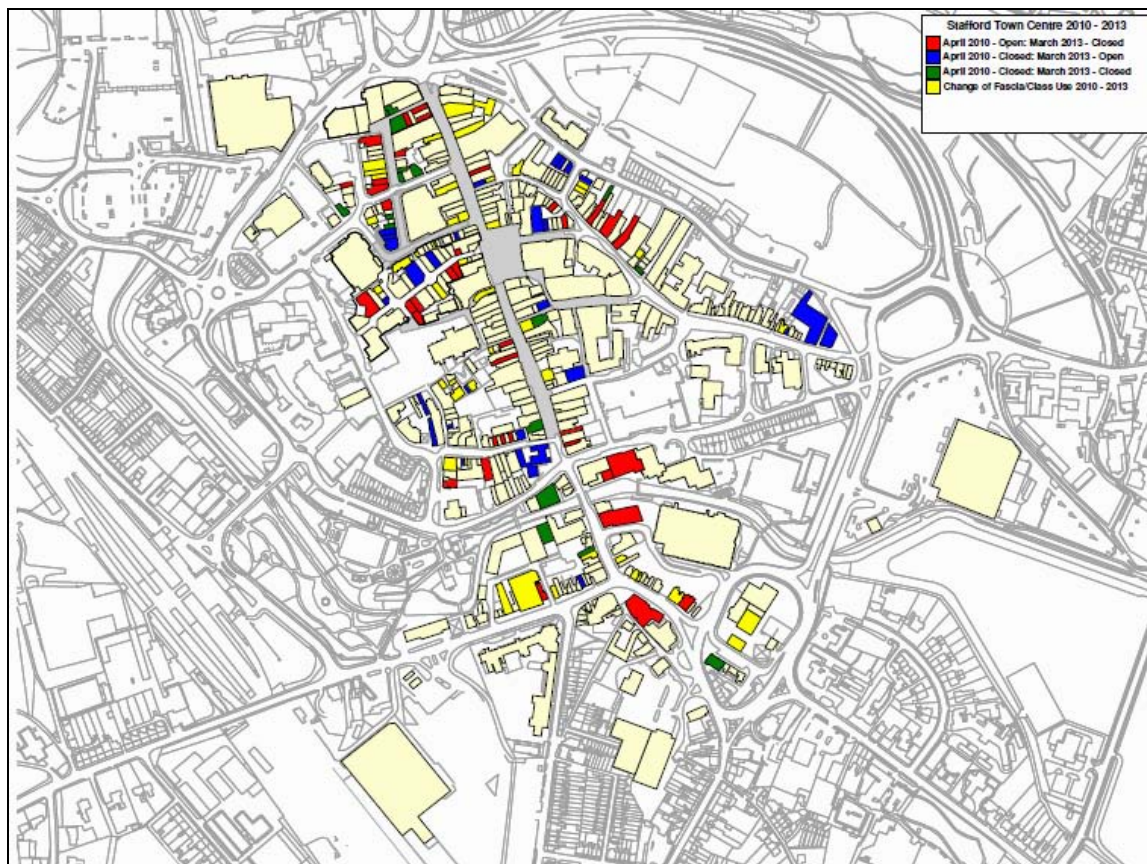 Stafford Town Centre 2010 - 2013
April 2010 - Open: March 2013 - Closed
April 2010 - Closed: March 2013 - Open
April 2010 - Closed: March 2013 - Closed
Change of Fascia/Class Use 2010 - 2013